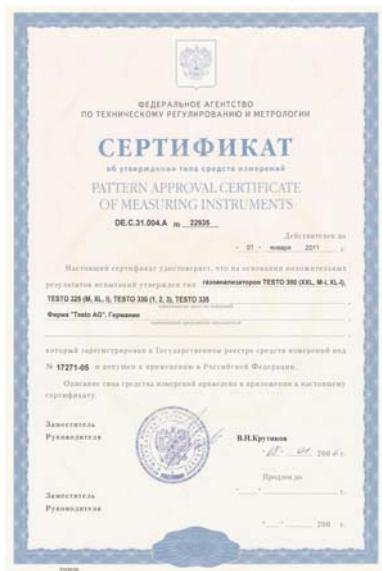 ФЕДЕРАЛЬНОЕ АГЕНТСТВО
ПО ТЕХНИЧЕСКОМУ РЕГУЛИРОВАНИЮ И МЕТРОЛОГИИ
СЕРТИФИКАТ
об утверждении типа средств измерений
PATTERN APPROVAL CERTIFICATE
OF MEASURING INSTRUMENTS
DE.C.31.004.A № 22935
Действителен до
" 01 " января 2011 г.
Настоящий сертификат удостоверяет, что на основании положительных
результатов испытаний утвержден тип газоанализаторов TESTO 350 (XXL, M-I, XL-I),
TESTO 325 (M, XL, I), TESTO 330 (1, 2, 3), TESTO 335
Фирма "Testo AG", Германия
который зарегистрирован в Государственном реестре средств измерений под
№ 17271-05 и допущен к применению в Российской Федерации.
Описание типа средства измерений приведено в приложении к настоящему
сертификату.
Заместитель
Руководителя
В.Н.Крутиков
200 6 г.
Продлен до
" " г.
Заместитель
Руководителя
" " 200 г.